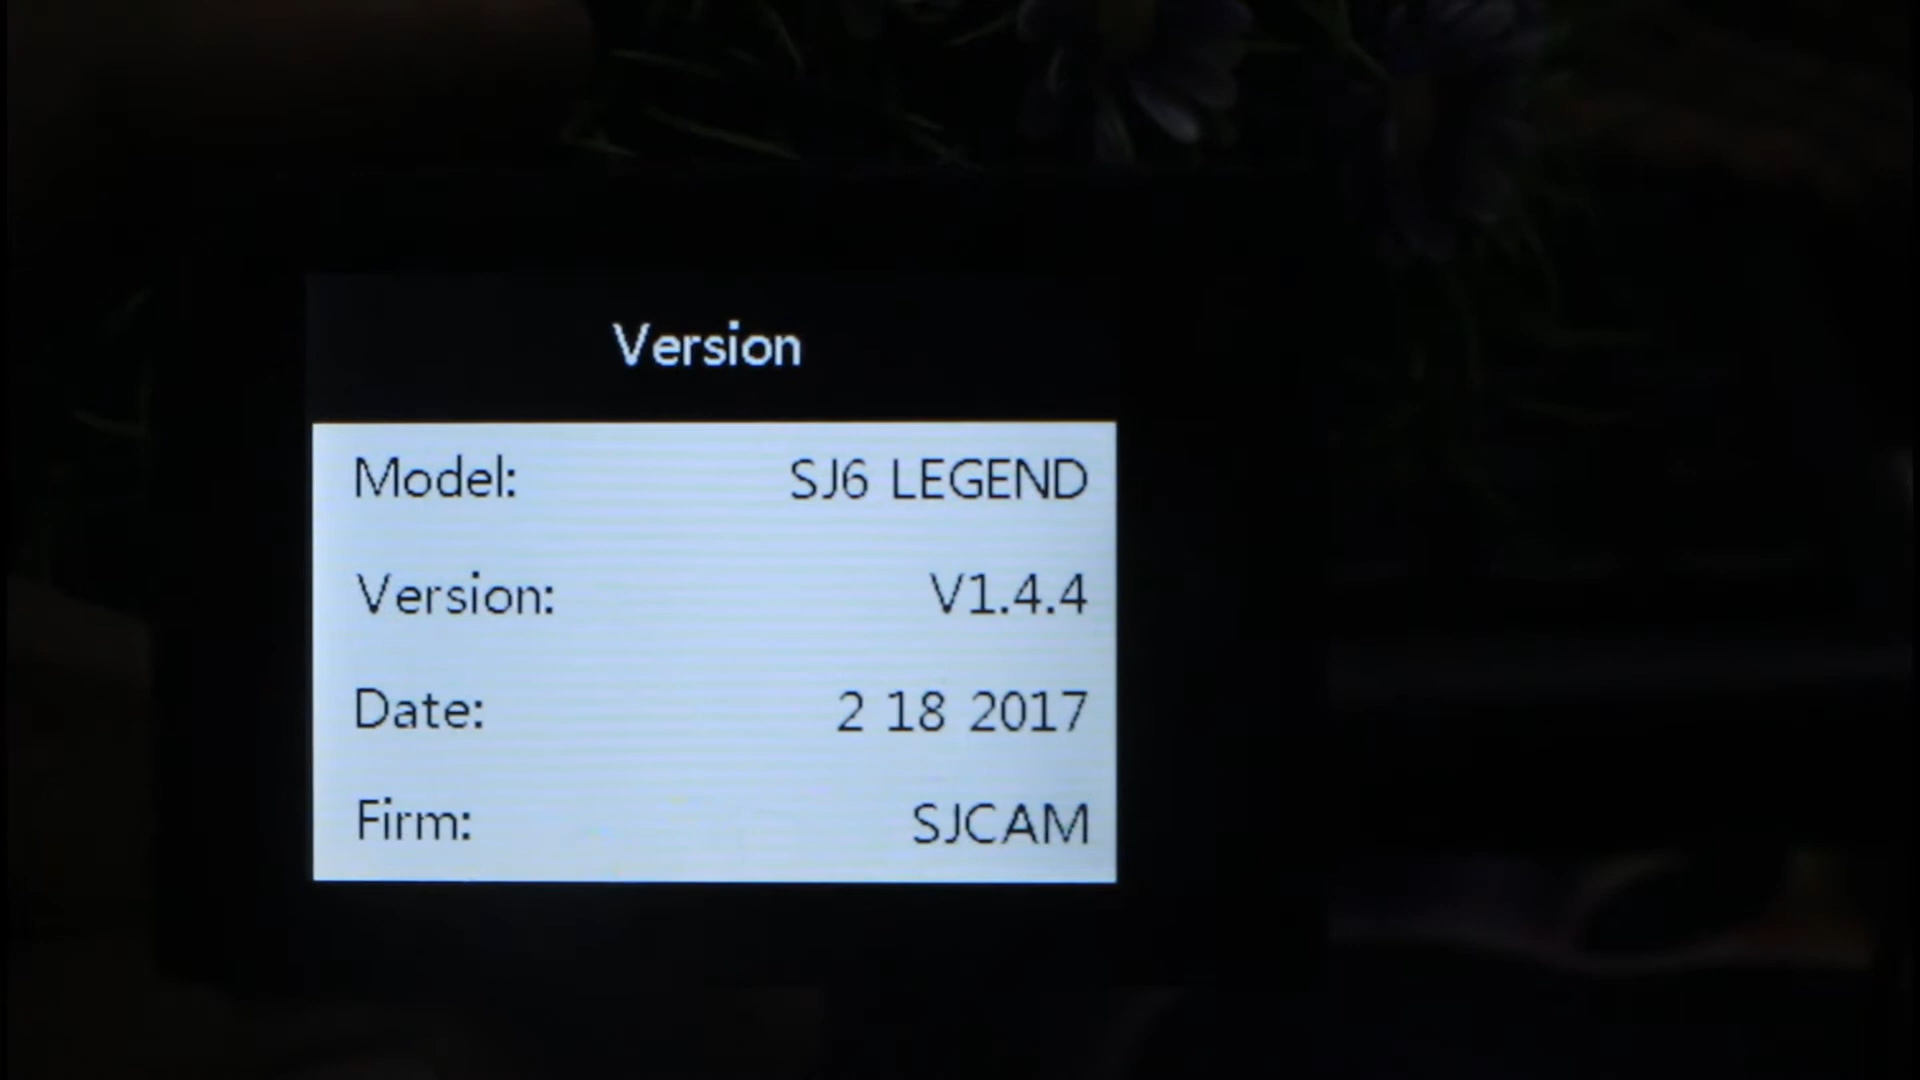 Version
Model: SJ6 LEGEND
Version: V1.4.4
Date: 2 18 2017
Firm: SJCAM